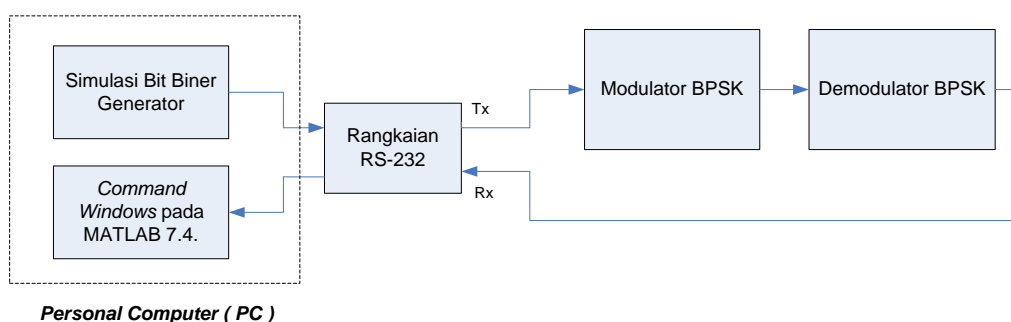 Simulasi Bit Biner
Generator
Command
Windows pada
MATLAB 7.4.
Rangkaian
RS-232
Tx
Rx
Modulator BPSK
Demodulator BPSK
Personal Computer ( PC )